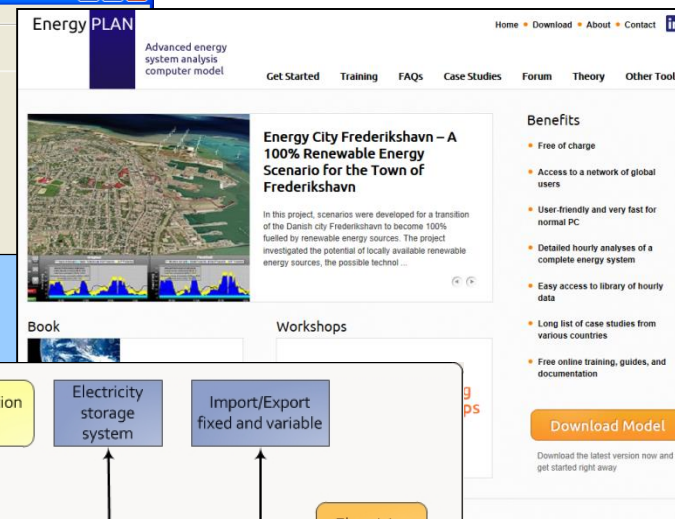 Energy PLAN
Home • Download • About • Contact in
Advanced energy
system analysis
computer model
Get Started Training FAQs Case Studies Forum Theory Other Tool
Energy City Frederikshavn – A
100% Renewable Energy
Scenario for the Town of
Frederikshavn
In this project, scenarios were developed for a transition
of the Danish city Frederikshavn to become 100%
fuelled by renewable energy sources. The project
investigated the potential of locally available renewable
energy sources, the possible technol ...
Benefits
• Free of charge
• Access to a network of global
users
• User-friendly and very fast for
normal PC
• Detailed hourly analyses of a
complete energy system
• Easy access to library of hourly
data
• Long list of case studies from
various countries
• Free online training, guides, and
documentation
Download Model
Download the latest version now and
get started right away
Book
Workshops
g
ps
tion
Electricity
storage
system
Import/Export
fixed and variable